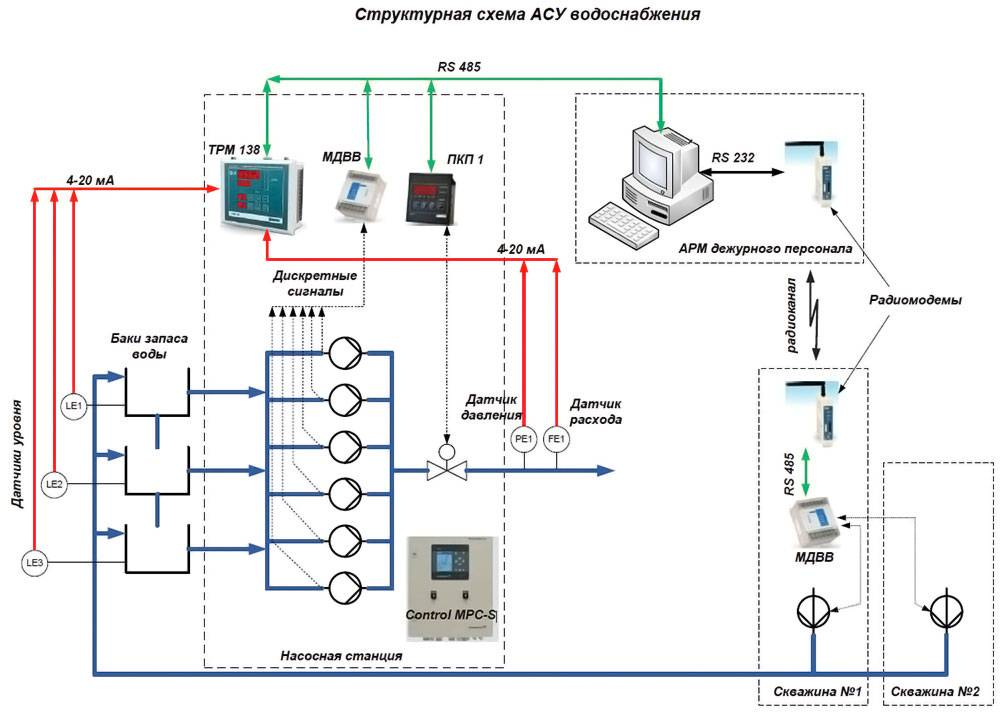 Структурная схема АСУ водоснабжения
RS 485
ТРМ 138
МДВВ
ПКП 1
RS 232
4-20 мА
АРМ дежурного персонала
4-20 мА
Дискретные
сигналы
радиоканал
Радиомодемы
Баки запаса
воды
Датчики уровня
LE1
LE2
LE3
Датчик
давления
Датчик
расхода
PE1
FE1
RS 485
МДВВ
Control MPC-S
Насосная станция
Скважина №1
Скважина №2